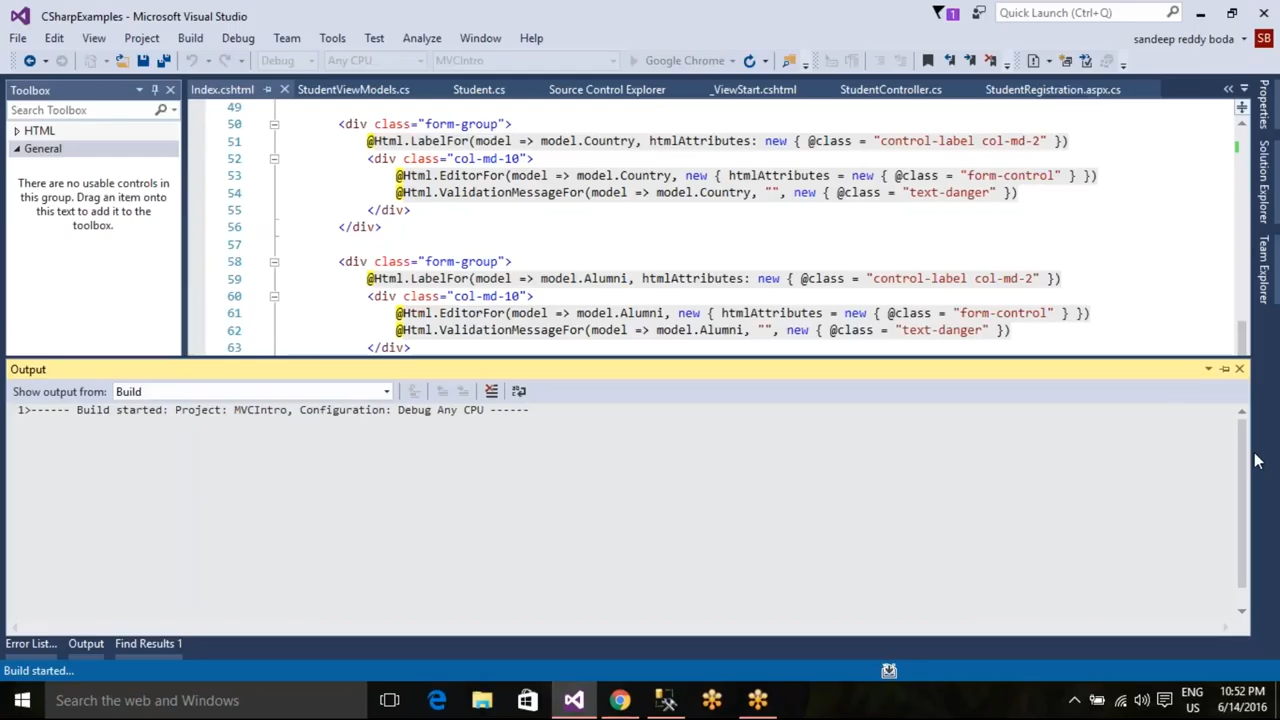 CSharpExamples - Microsoft Visual Studio
1
Quick Launch (Ctrl+Q)
File Edit View Project Build Debug Team Tools Test Analyze Window Help
sandeep reddy boda SB
Debug Any CPU MVCIntro Google Chrome
Toolbox
Index.cshtml StudentViewModels.cs Student.cs Source Control Explorer _ViewStart.cshtml StudentController.cs StudentRegistration.aspx.cs
Search Toolbox
HTML
General
There are no usable controls in
this group. Drag an item onto
this text to add it to the
toolbox.
49
50 <div class="form-group">
51 @Html.LabelFor(model => model.Country, htmlAttributes: new { @class = "control-label col-md-2" })
52 <div class="col-md-10">
53 @Html.EditorFor(model => model.Country, new { htmlAttributes = new { @class = "form-control" } })
54 @Html.ValidationMessageFor(model => model.Country, "", new { @class = "text-danger" })
55 </div>
56 </div>
57
58 <div class="form-group">
59 @Html.LabelFor(model => model.Alumni, htmlAttributes: new { @class = "control-label col-md-2" })
60 <div class="col-md-10">
61 @Html.EditorFor(model => model.Alumni, new { htmlAttributes = new { @class = "form-control" } })
62 @Html.ValidationMessageFor(model => model.Alumni, "", new { @class = "text-danger" })
63 </div>
Properties
Solution Explorer
Team Explorer
Output
Show output from: Build
1>------ Build started: Project: MVCIntro, Configuration: Debug Any CPU ------
Error List... Output Find Results 1
Build started...
Search the web and Windows
ENG
US
10:52 PM
6/14/2016